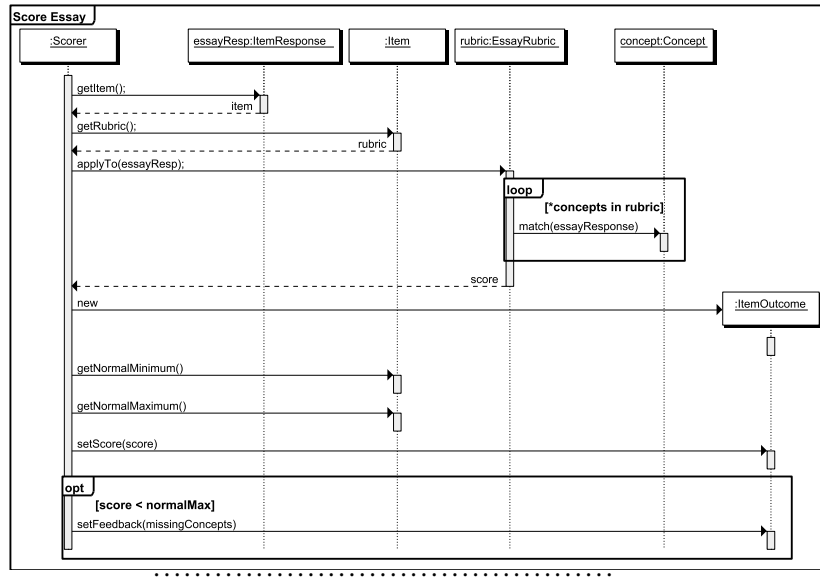 Score Essay
:Scorer
essayResp:ItemResponse
:Item
rubric:EssayRubric
concept:Concept
getItem();
item
getRubric();
rubric
applyTo(essayResp);
loop
[*concepts in rubric]
match(essayResponse)
score
new
:ItemOutcome
getNormalMinimum()
getNormalMaximum()
setScore(score)
opt
[score < normalMax]
setFeedback(missingConcepts)